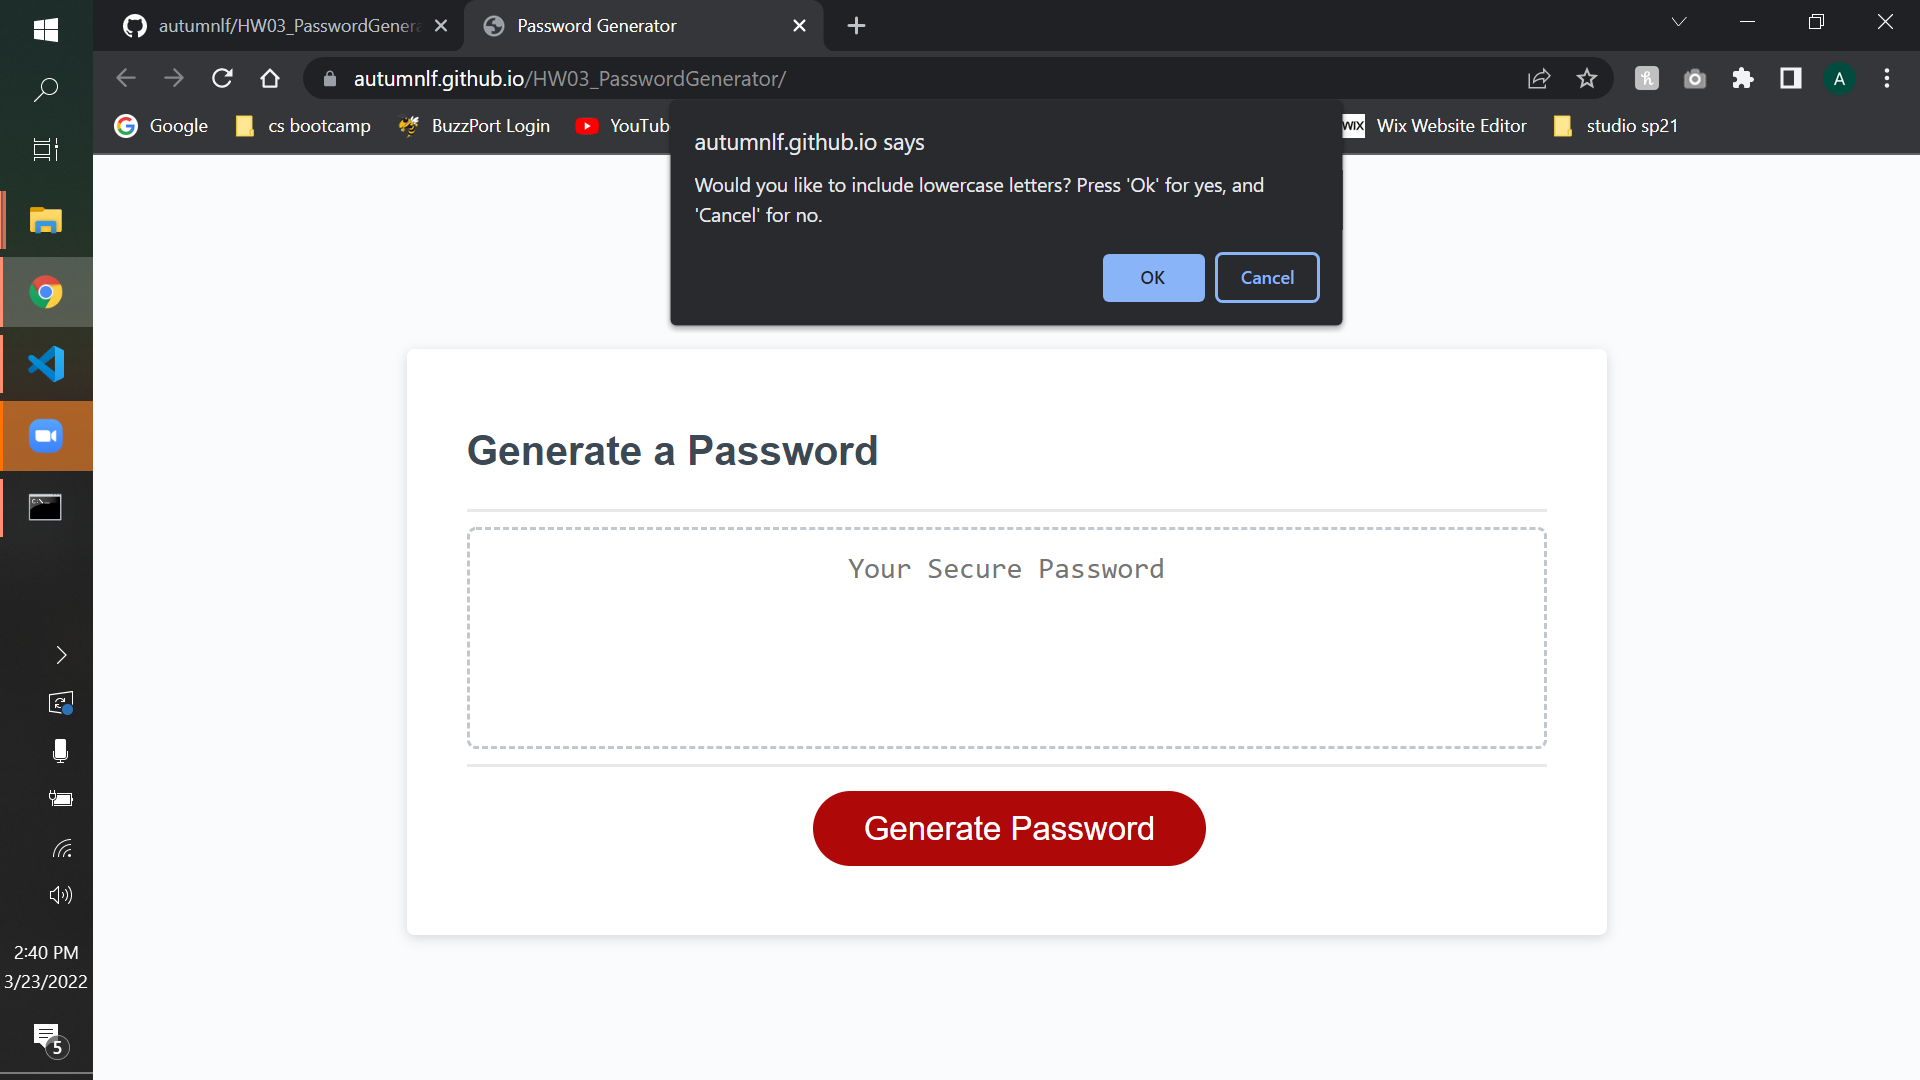 autumnlf/HW03_PasswordGenera
Password Generator
autumnlf.github.io/HW03_PasswordGenerator/
A
Google
cs bootcamp
BuzzPort Login
YouTub
WIX
Wix Website Editor
studio sp21
autumnlf.github.io says
Would you like to include lowercase letters? Press 'Ok' for yes, and
'Cancel' for no.
OK
Cancel
Generate a Password
Your Secure Password
Generate Password
2:40 PM
3/23/2022
5